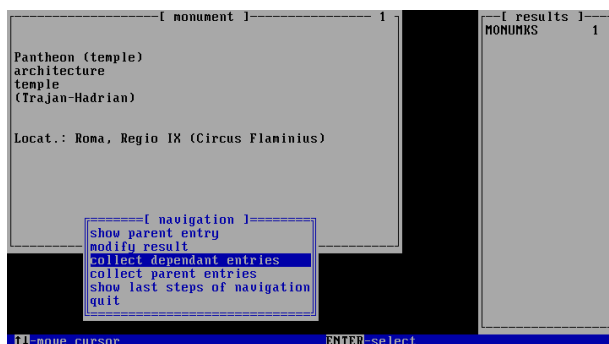 [ monument ] 1
[ results ]
MONUMKS 1
Pantheon (temple)
architecture
temple
(Trajan-Hadrian)
Locat.: Roma, Regio IX (Circus Flaminius)
[ navigation ]
show parent entry
modify result
collect dependant entries
collect parent entries
show last steps of navigation
quit
↑↓-move cursor ENTER-select